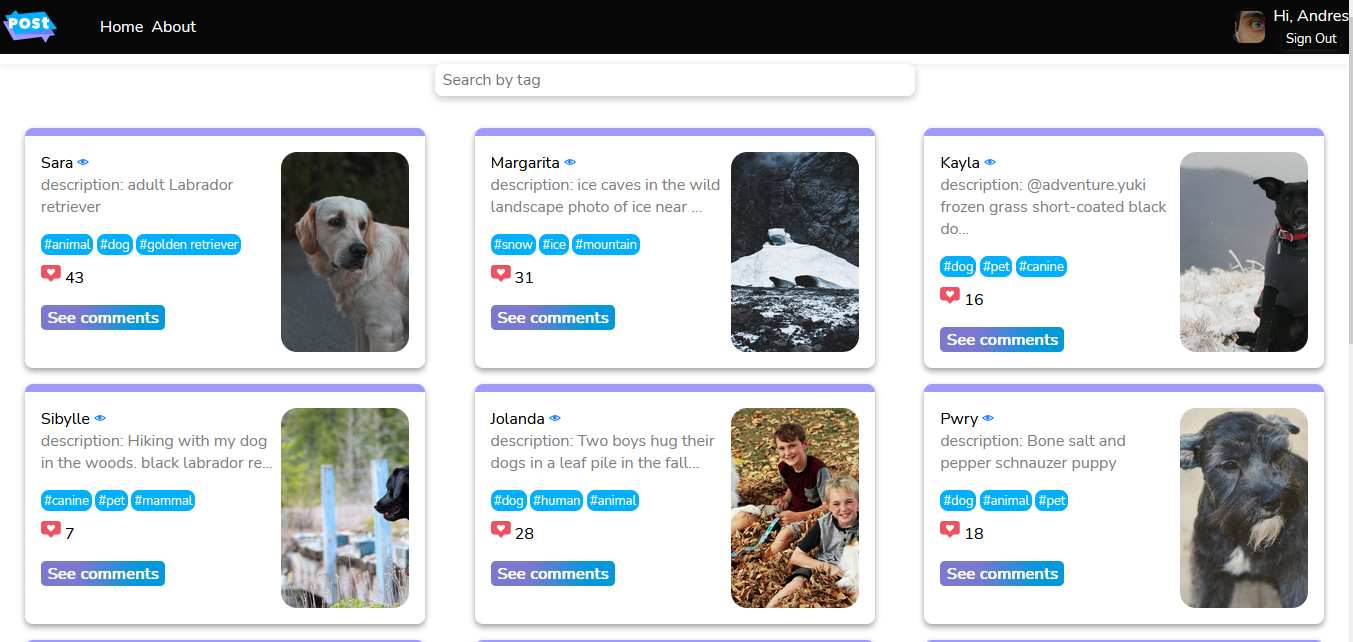 POST
Home About
Hi, Andres
Sign Out
Search by tag
Sara
description: adult Labrador
retriever
#animal #dog #golden retriever
43
See comments
Margarita
description: ice caves in the wild
landscape photo of ice near ...
#snow #ice #mountain
31
See comments
Kayla
description: @adventure.yuki
frozen grass short-coated black
do...
#dog #pet #canine
16
See comments
Sibylle
description: Hiking with my dog
in the woods. black labrador re...
#canine #pet #mammal
7
See comments
Jolanda
description: Two boys hug their
dogs in a leaf pile in the fall...
#dog #human #animal
28
See comments
Pwry
description: Bone salt and
pepper schnauzer puppy
#dog #animal #pet
18
See comments